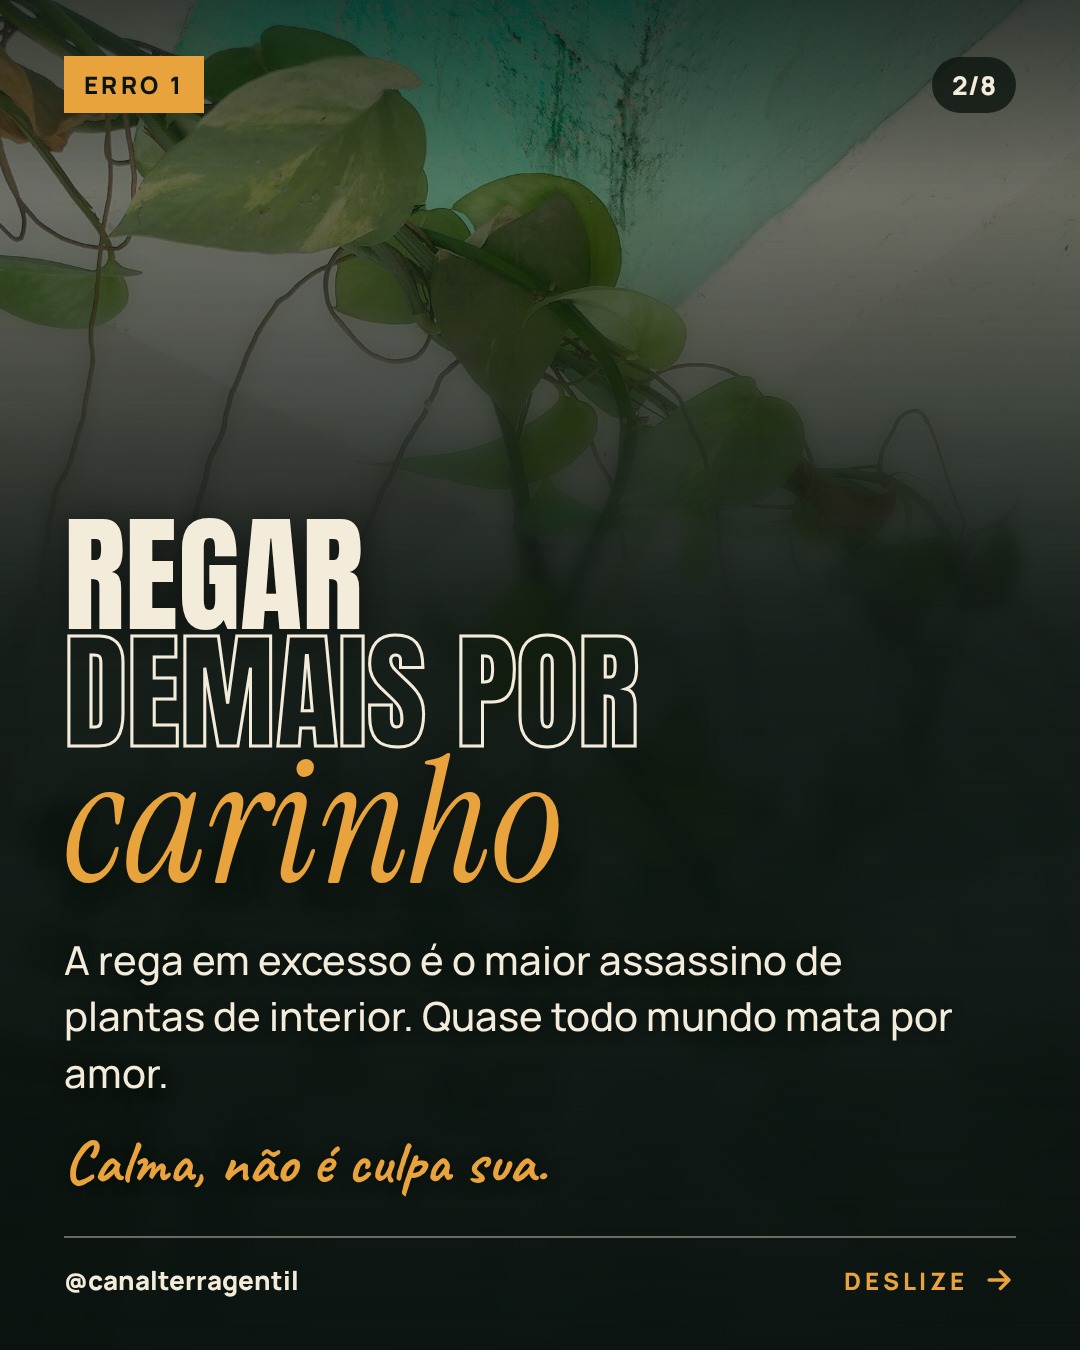 ERRO 1
2/8
REGAR
DEMAIS POR
carinho
A rega em excesso é o maior assassino de
plantas de interior. Quase todo mundo mata por
amor.
Calma, não é culpa sua.
@canalterragentil
DESLIZE →